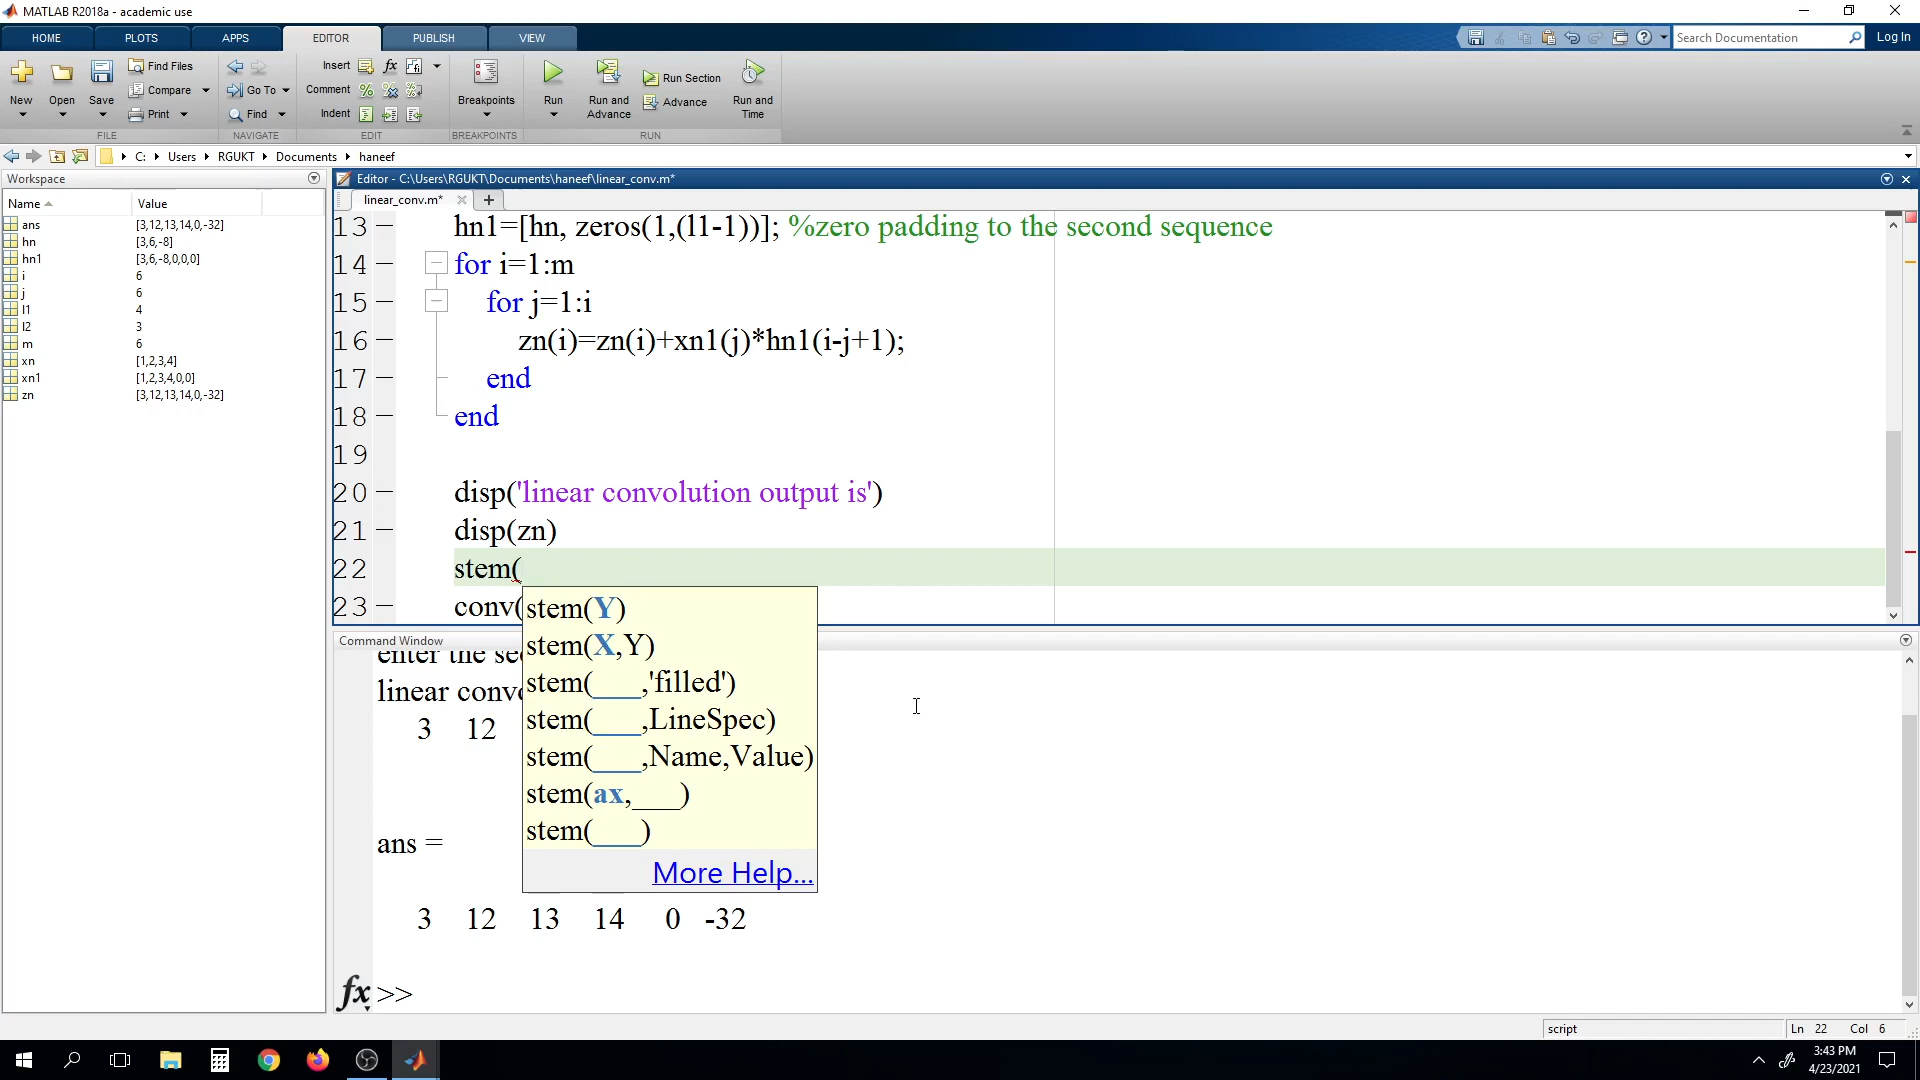 MATLAB R2018a - academic use
HOME PLOTS APPS EDITOR PUBLISH VIEW
Search Documentation Log In
New Open Save Find Files Compare Print
Go To Find
Insert fx Comment Indent
Breakpoints Run Run and Advance Run Section Advance Run and Time
FILE NAVIGATE EDIT BREAKPOINTS RUN
C: Users RGUKT Documents haneef
Workspace
Name Value
ans [3,12,13,14,0,-32]
hn [3,6,-8]
hn1 [3,6,-8,0,0,0]
i 6
j 6
l1 4
l2 3
m 6
xn [1,2,3,4]
xn1 [1,2,3,4,0,0]
zn [3,12,13,14,0,-32]
Editor - C:\Users\RGUKT\Documents\haneef\linear_conv.m*
linear_conv.m*
13 hn1=[hn, zeros(1,(l1-1))]; %zero padding to the second sequence
14 for i=1:m
15 for j=1:i
16 zn(i)=zn(i)+xn1(j)*hn1(i-j+1);
17 end
18 end
19
20 disp('linear convolution output is')
21 disp(zn)
22 stem(
23 conv(
stem(Y)
stem(X,Y)
stem(___,'filled')
stem(___,LineSpec)
stem(___,Name,Value)
stem(ax,___)
stem(___)
More Help...
Command Window
enter the se
linear conv
3 12
ans =
3 12 13 14 0 -32
fx >>
script Ln 22 Col 6
3:43 PM
4/23/2021